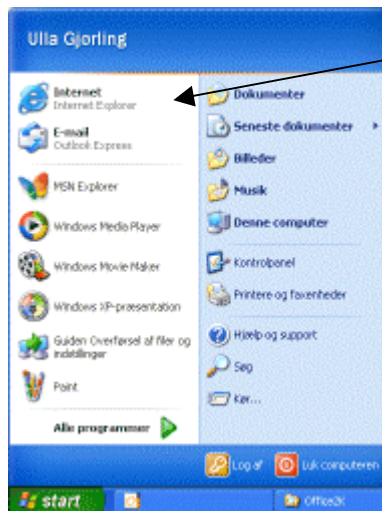 Ulla Gjørling
Internet
Internet Explorer
E-mail
Outlook Express
MSN Explorer
Windows Media Player
Windows Movie Maker
Windows XP-præsentation
Guiden Overførsel af filer og
indstillinger
Paint
Alle programmer
Dokumenter
Seneste dokumenter
Billeder
Musik
Denne computer
Kontrolpanel
Printere og faxenheder
Hjælp og support
Søg
Kør...
Log af
Luk computeren
start
Office2K